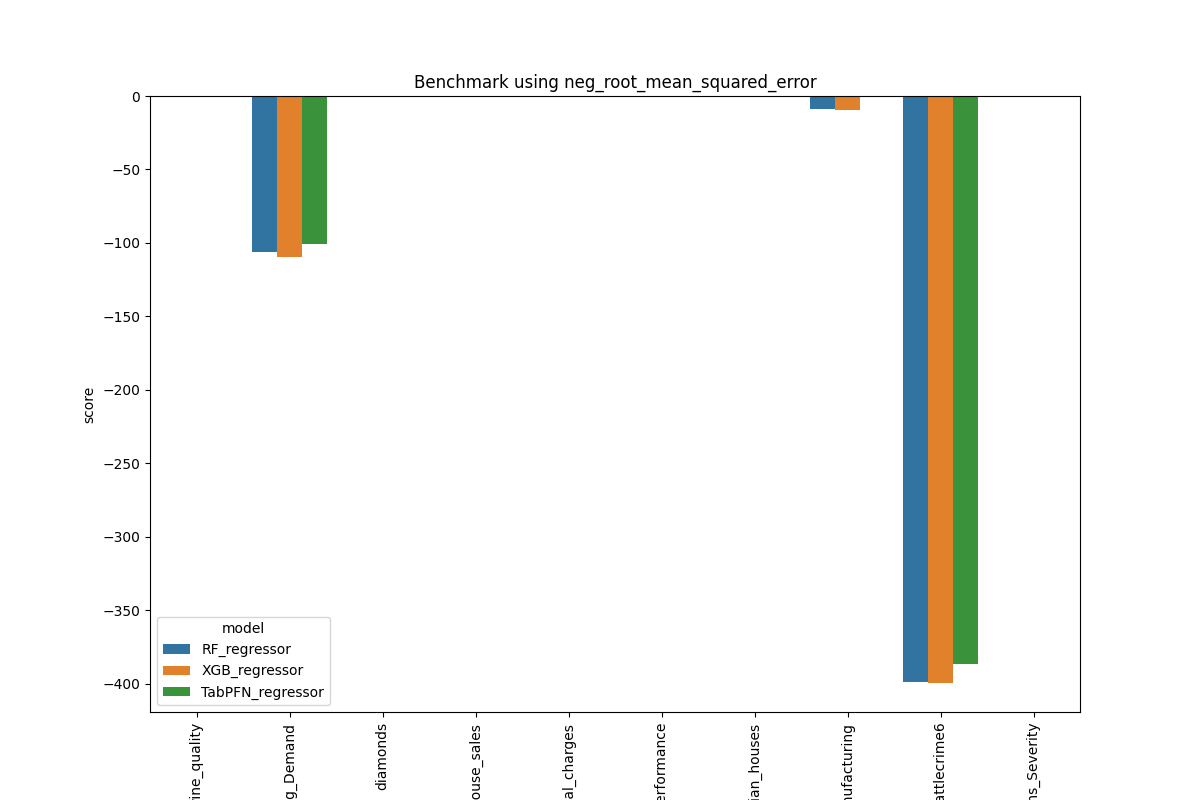 Benchmark using neg_root_mean_squared_error
0
−50
−100
−150
−200
−250
−300
−350
−400
score
model
RF_regressor
XGB_regressor
TabPFN_regressor
ine_quality
g_Demand
diamonds
ouse_sales
al_charges
erformance
ian_houses
nufacturing
attlecrime6
ns_Severity